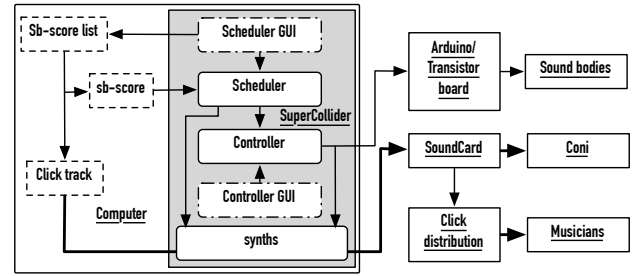 Sb-score list
Scheduler GUI
Arduino/
Transistor
board
Sound bodies
sb-score
Scheduler
SuperCollider
Controller
SoundCard
Coni
Click track
Controller GUI
Computer
Click
distribution
Musicians
synths